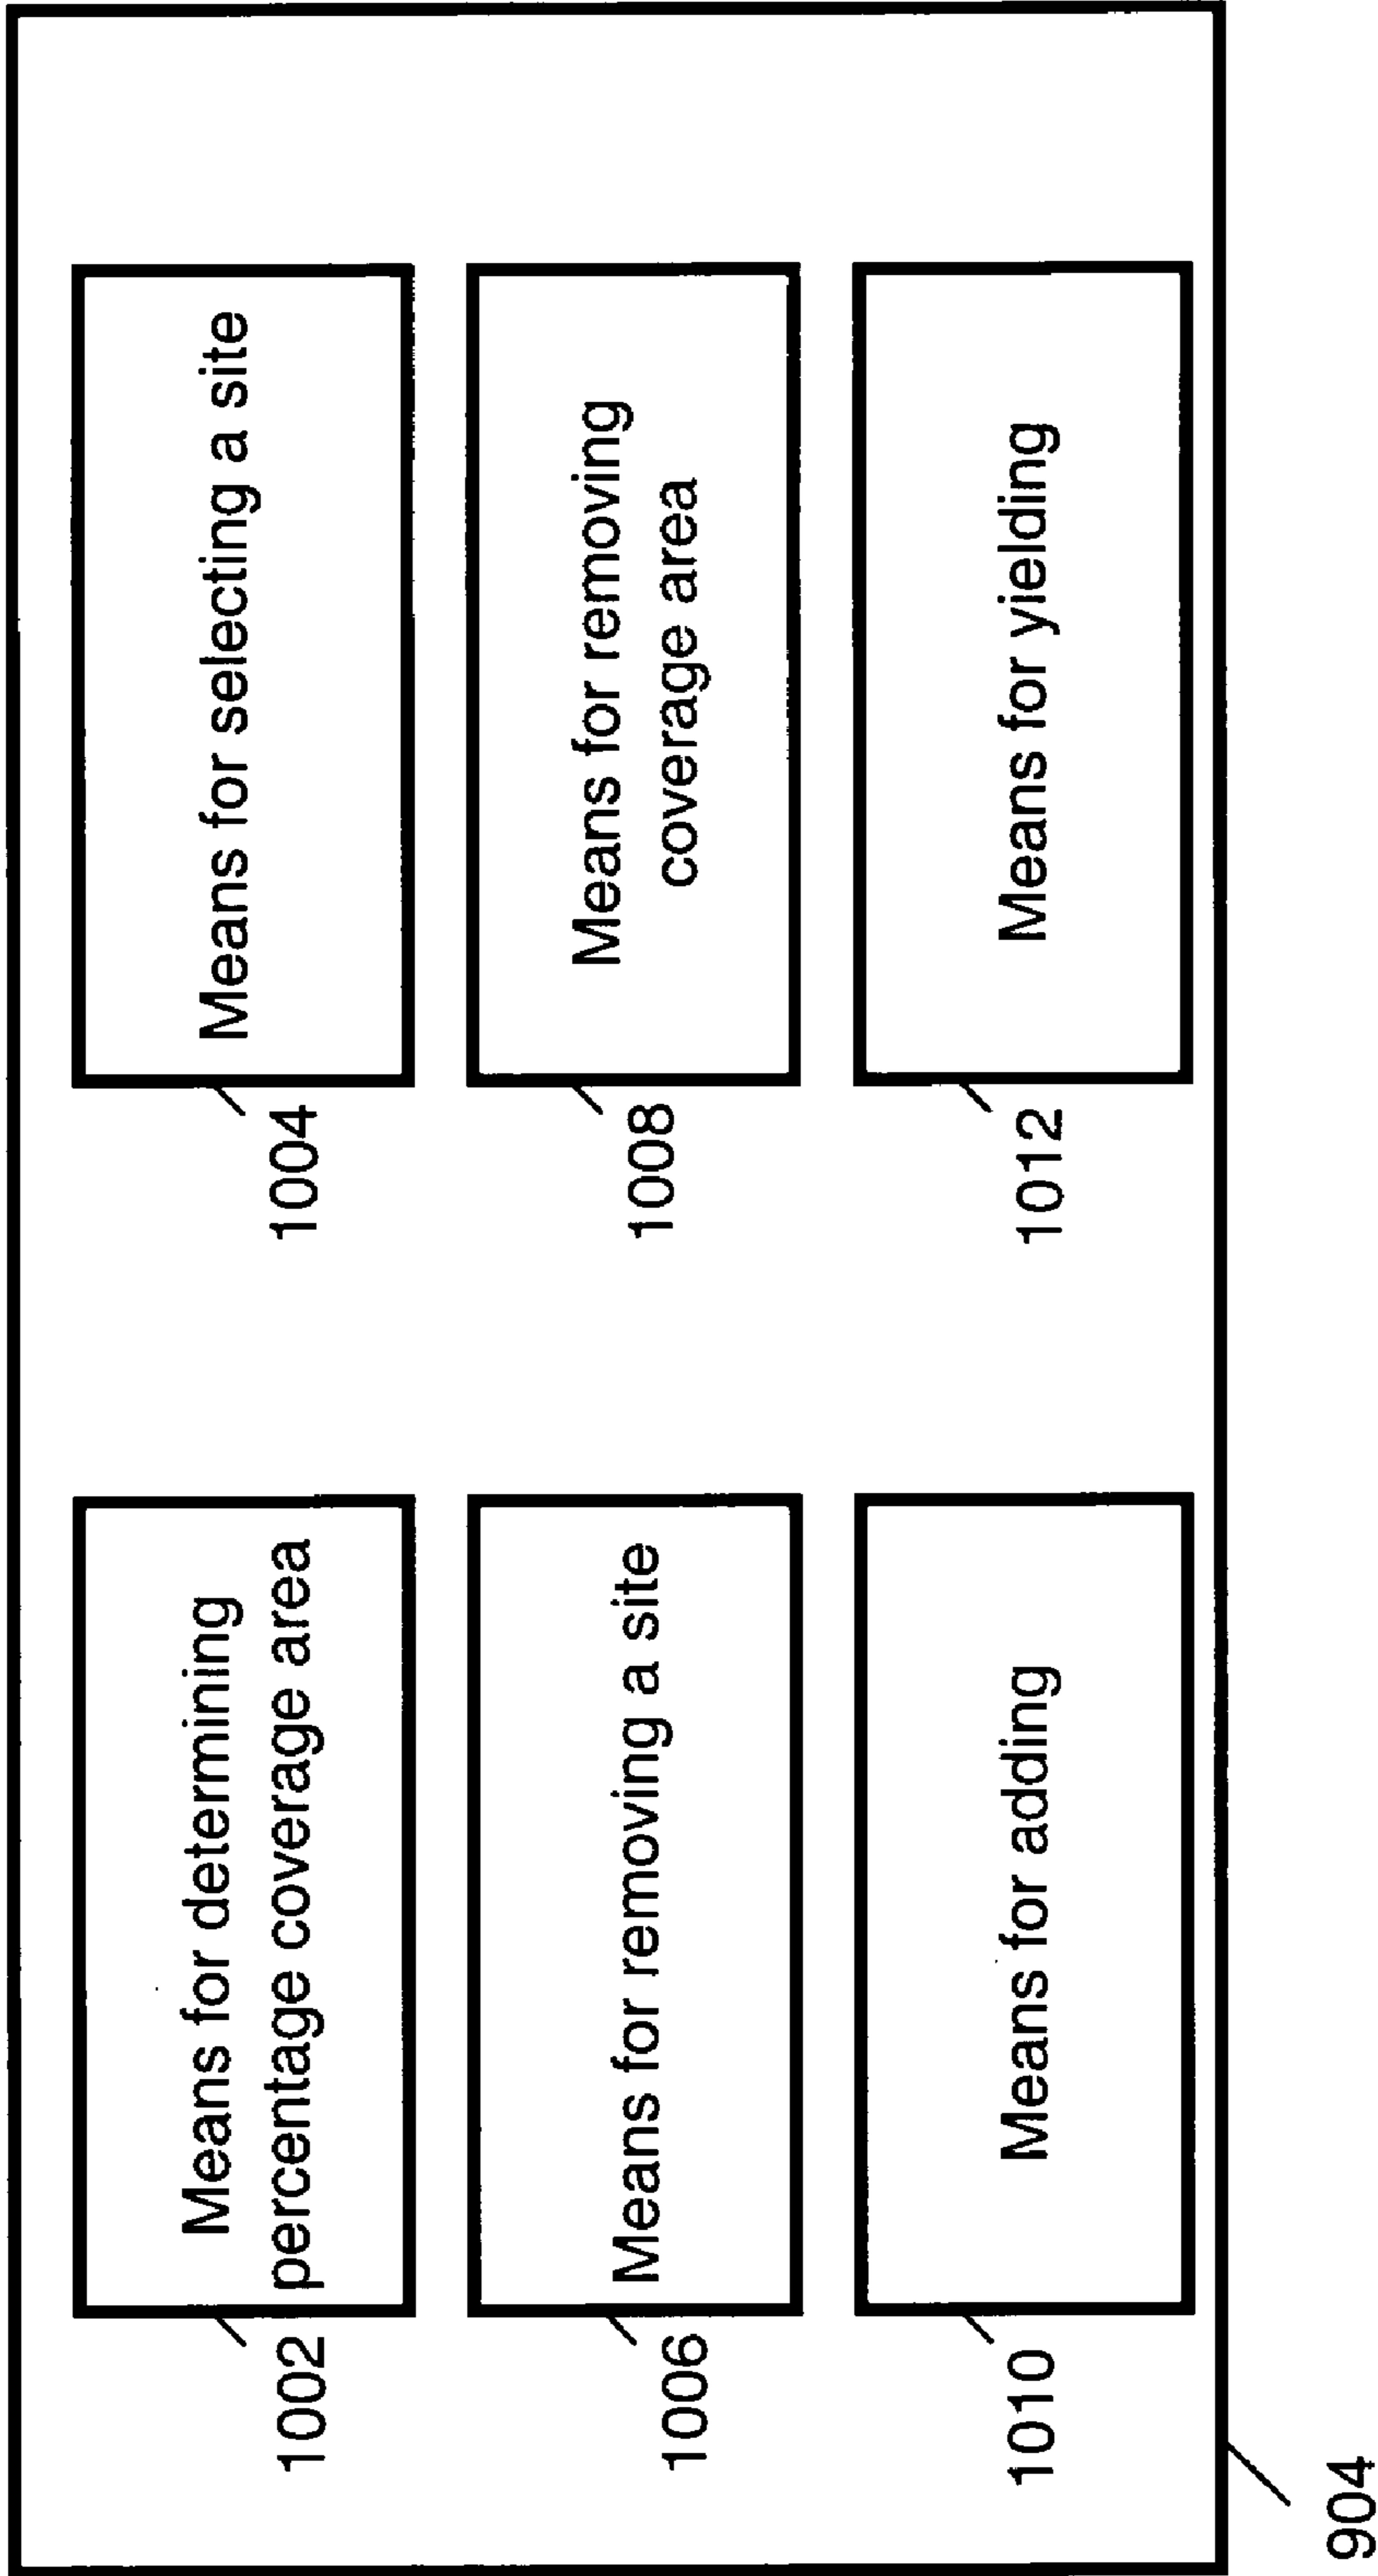 1002
Means for determining
percentage coverage area
1004
Means for selecting a site
1006
Means for removing a site
1008
Means for removing
coverage area
1010
Means for adding
1012
Means for yielding
904